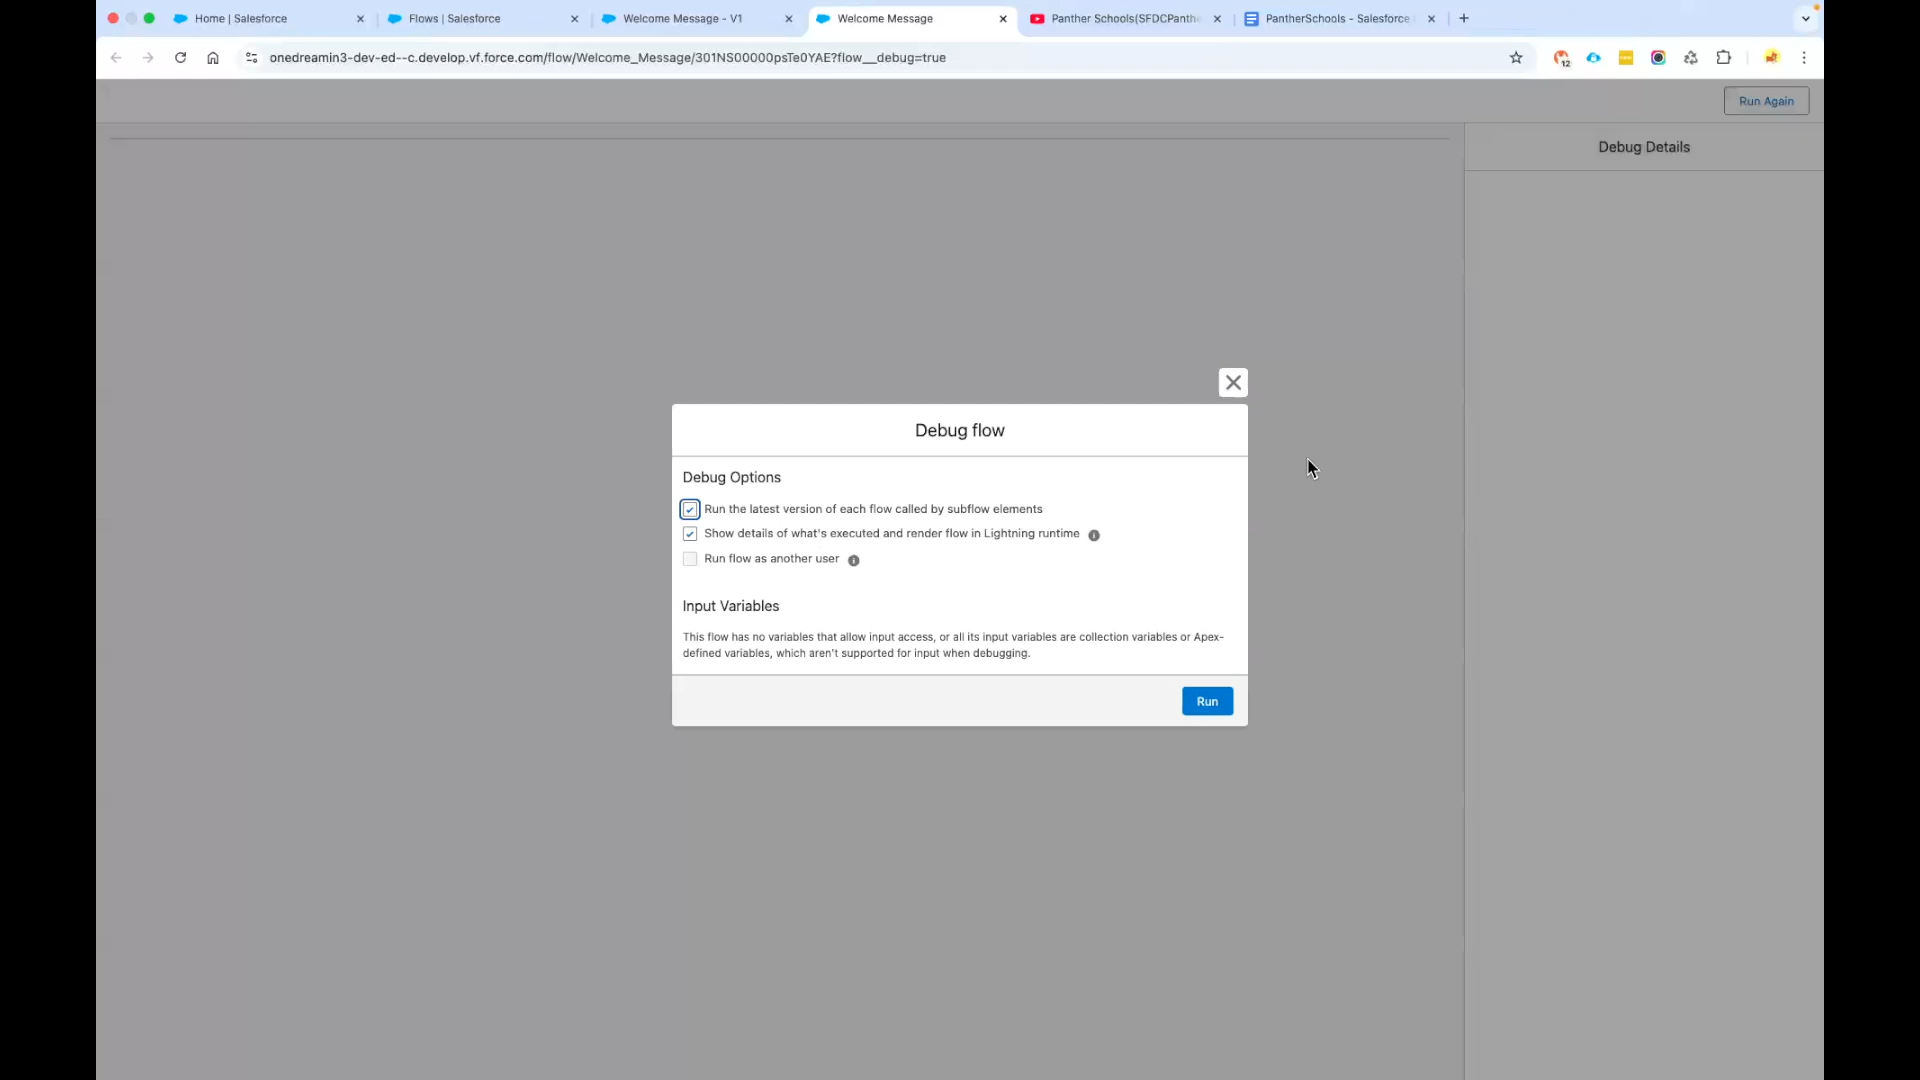 Home | Salesforce
Flows | Salesforce
Welcome Message - V1
Welcome Message
Panther Schools(SFDCPanthe
PantherSchools - Salesforce
onedreamin3-dev-ed--c.develop.vf.force.com/flow/Welcome_Message/301NS00000psTe0YAE?flow__debug=true
12
Run Again
Debug Details
Debug flow
Debug Options
Run the latest version of each flow called by subflow elements
Show details of what's executed and render flow in Lightning runtime
Run flow as another user
Input Variables
This flow has no variables that allow input access, or all its input variables are collection variables or Apex-
defined variables, which aren't supported for input when debugging.
Run